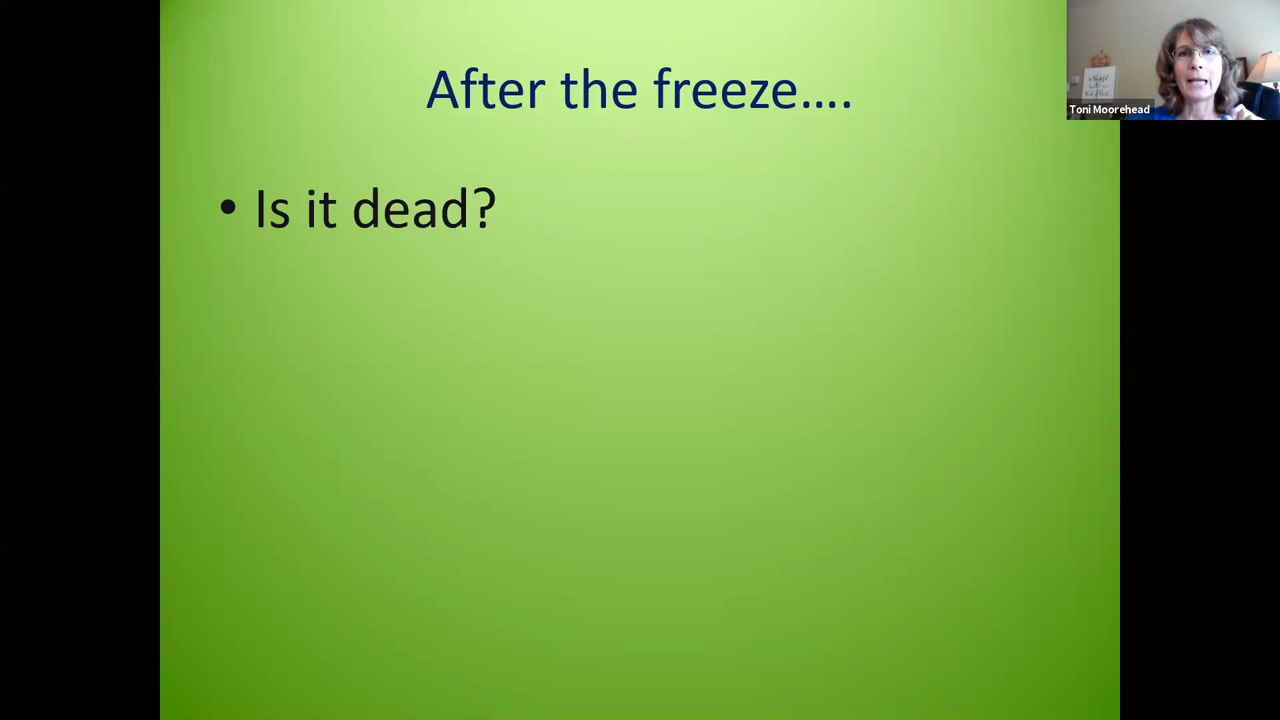 After the freeze....
• Is it dead?
Toni Moorehead